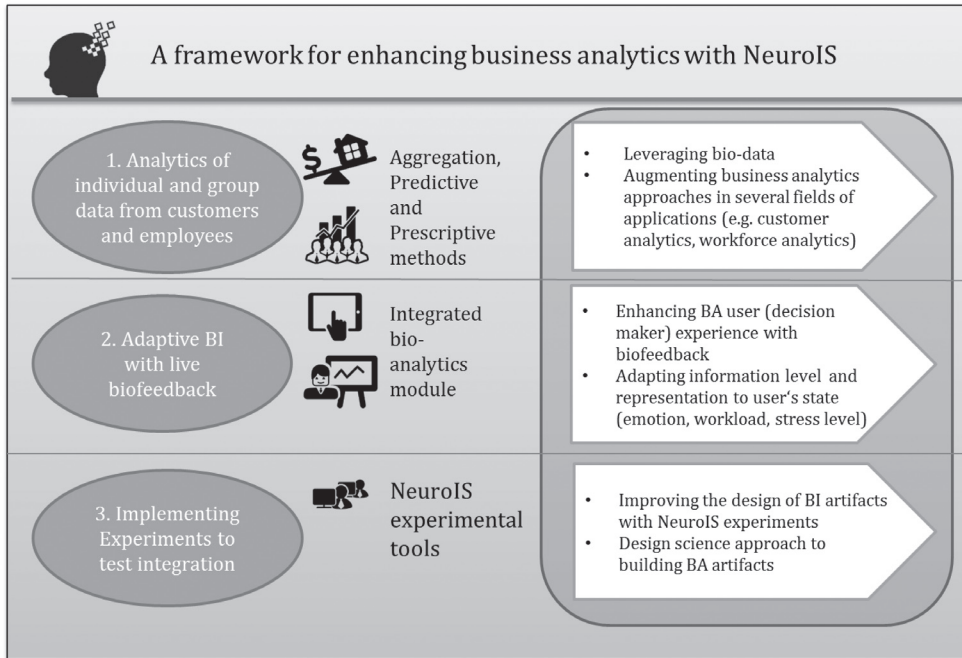 A framework for enhancing business analytics with NeuroIS
1. Analytics of
individual and group
data from customers
and employees
$
Aggregation,
Predictive
and
Prescriptive
methods
• Leveraging bio-data
• Augmenting business analytics
approaches in several fields of
applications (e.g. customer
analytics, workforce analytics)
2. Adaptive BI
with live
biofeedback
Integrated
bio-
analytics
module
• Enhancing BA user (decision
maker) experience with
biofeedback
• Adapting information level and
representation to user‘s state
(emotion, workload, stress level)
3. Implementing
Experiments to
test integration
NeuroIS
experimental
tools
• Improving the design of BI artifacts
with NeuroIS experiments
• Design science approach to
building BA artifacts